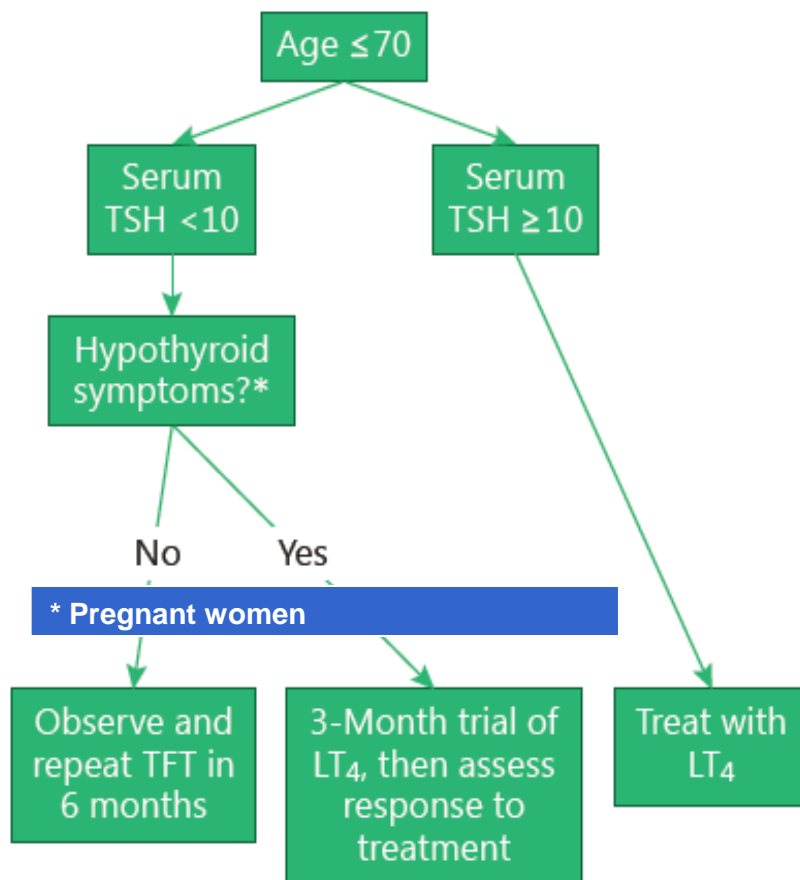 Age ≤70
Serum
TSH <10
Serum
TSH ≥10
Hypothyroid
symptoms?*
No
Yes
* Pregnant women
Observe and
repeat TFT in
6 months
3-Month trial of
LT₄, then assess
response to
treatment
Treat with
LT₄